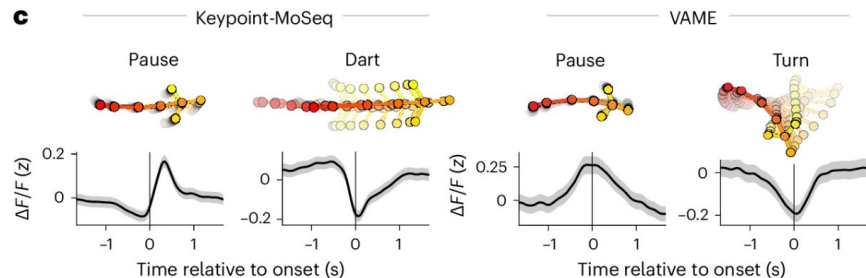 c
Keypoint-MoSeq
VAME
Pause
Dart
Pause
Turn
ΔF/F (z)
0.2
0
0
−0.2
ΔF/F (z)
0.25
0
0
−0.2
−1 0 1
−1 0 1
−1 0 1
−1 0 1
Time relative to onset (s)
Time relative to onset (s)